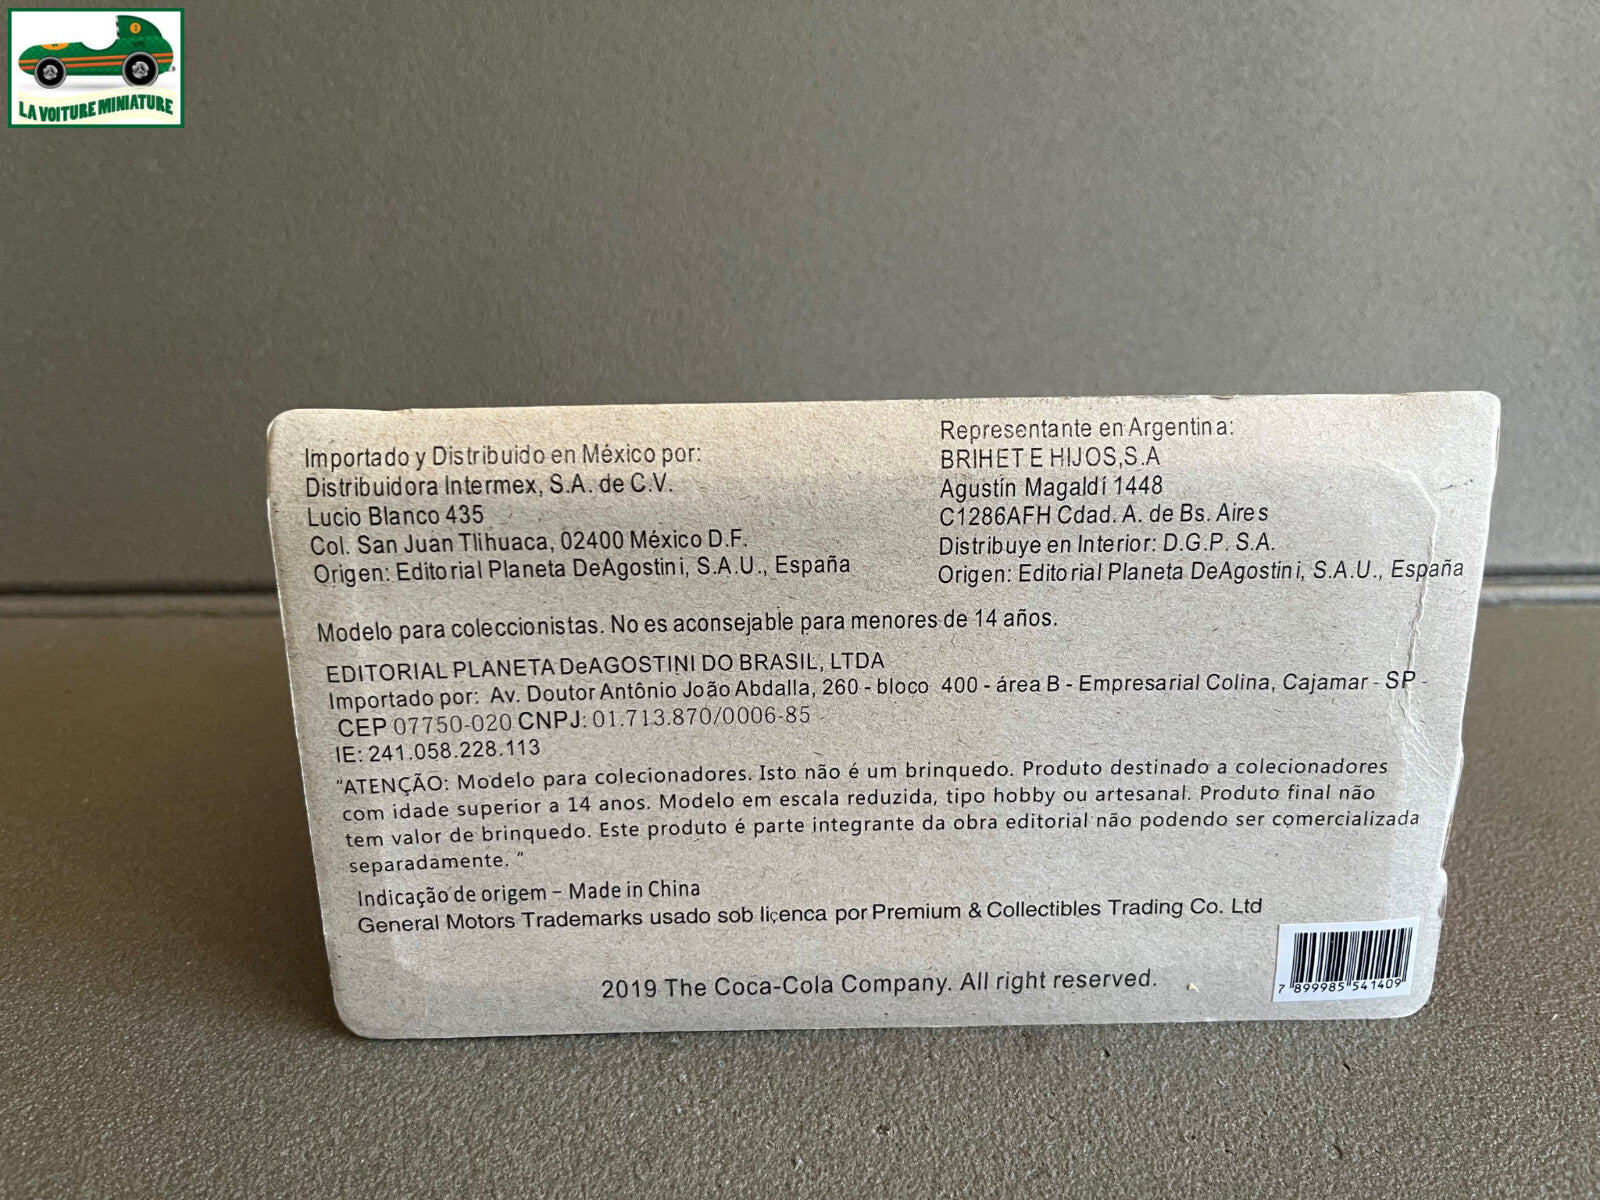 LA VOITURE MINIATURE
Importado y Distribuido en México por:
Distribuidora Intermex, S.A. de C.V.
Lucio Blanco 435
Col. San Juan Tlihuaca, 02400 México D.F.
Origen: Editorial Planeta DeAgostini, S.A.U., España
Representante en Argentina:
BRIHET E HIJOS,S.A
Agustín Magaldí 1448
C1286AFH Cdad. A. de Bs. Aires
Distribuye en Interior: D.G.P. S.A.
Origen: Editorial Planeta DeAgostini, S.A.U., España
Modelo para coleccionistas. No es aconsejable para menores de 14 años.
EDITORIAL PLANETA DeAGOSTINI DO BRASIL, LTDA
Importado por: Av. Doutor Antônio João Abdalla, 260 - bloco 400 - área B - Empresarial Colina, Cajamar - SP -
CEP 07750-020 CNPJ: 01.713.870/0006-85
IE: 241.058.228.113
"ATENÇÃO: Modelo para colecionadores. Isto não é um brinquedo. Produto destinado a colecionadores
com idade superior a 14 anos. Modelo em escala reduzida, tipo hobby ou artesanal. Produto final não
tem valor de brinquedo. Este produto é parte integrante da obra editorial não podendo ser comercializada
separadamente. "
Indicação de origem – Made in China
General Motors Trademarks usado sob liçenca por Premium & Collectibles Trading Co. Ltd
2019 The Coca-Cola Company. All right reserved.
7 899985 541409